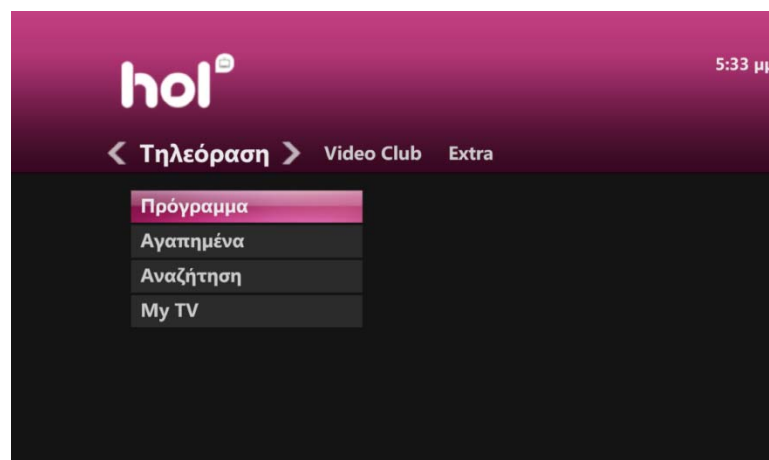 hol
5:33 μμ
Τηλεόραση Video Club Extra
Πρόγραμμα
Αγαπημένα
Αναζήτηση
My TV